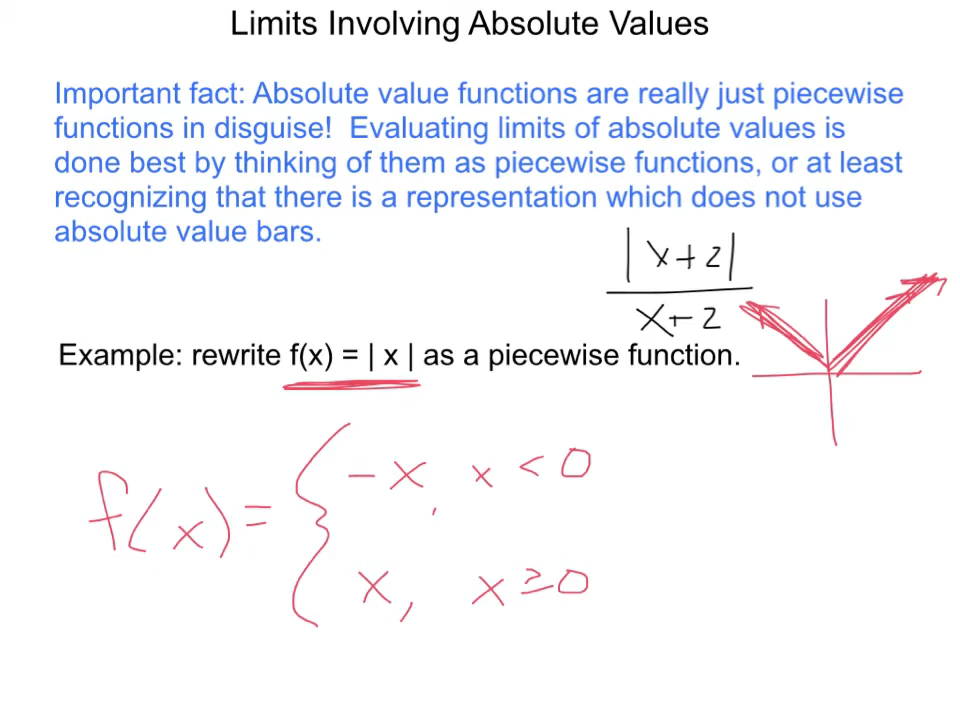 Limits Involving Absolute Values
Important fact: Absolute value functions are really just piecewise
functions in disguise!  Evaluating limits of absolute values is
done best by thinking of them as piecewise functions, or at least
recognizing that there is a representation which does not use
absolute value bars.
|x+2|
x+2
Example: rewrite f(x) = | x | as a piecewise function.
f(x) = {
-x, x < 0
x, x ≥ 0